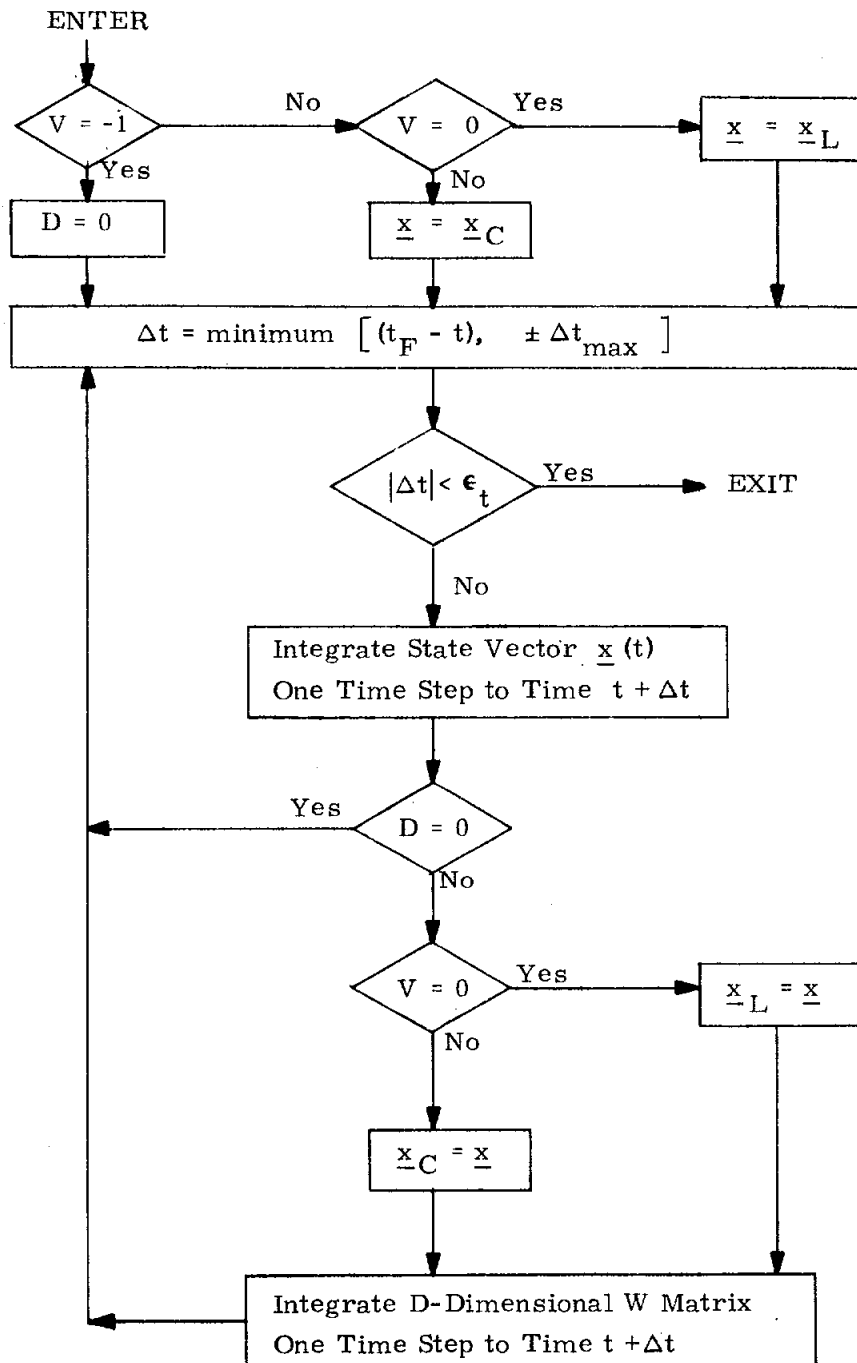 ENTER
V = -1
No
V = 0
Yes
x = x_L
Yes
No
D = 0
x = x_C
Δt = minimum [(t_F - t), ± Δt_max ]
|Δt| < ϵ_t
Yes
EXIT
No
Integrate State Vector x (t)
One Time Step to Time t + Δt
Yes
D = 0
No
V = 0
Yes
x_L = x
No
x_C = x
Integrate D-Dimensional W Matrix
One Time Step to Time t + Δt